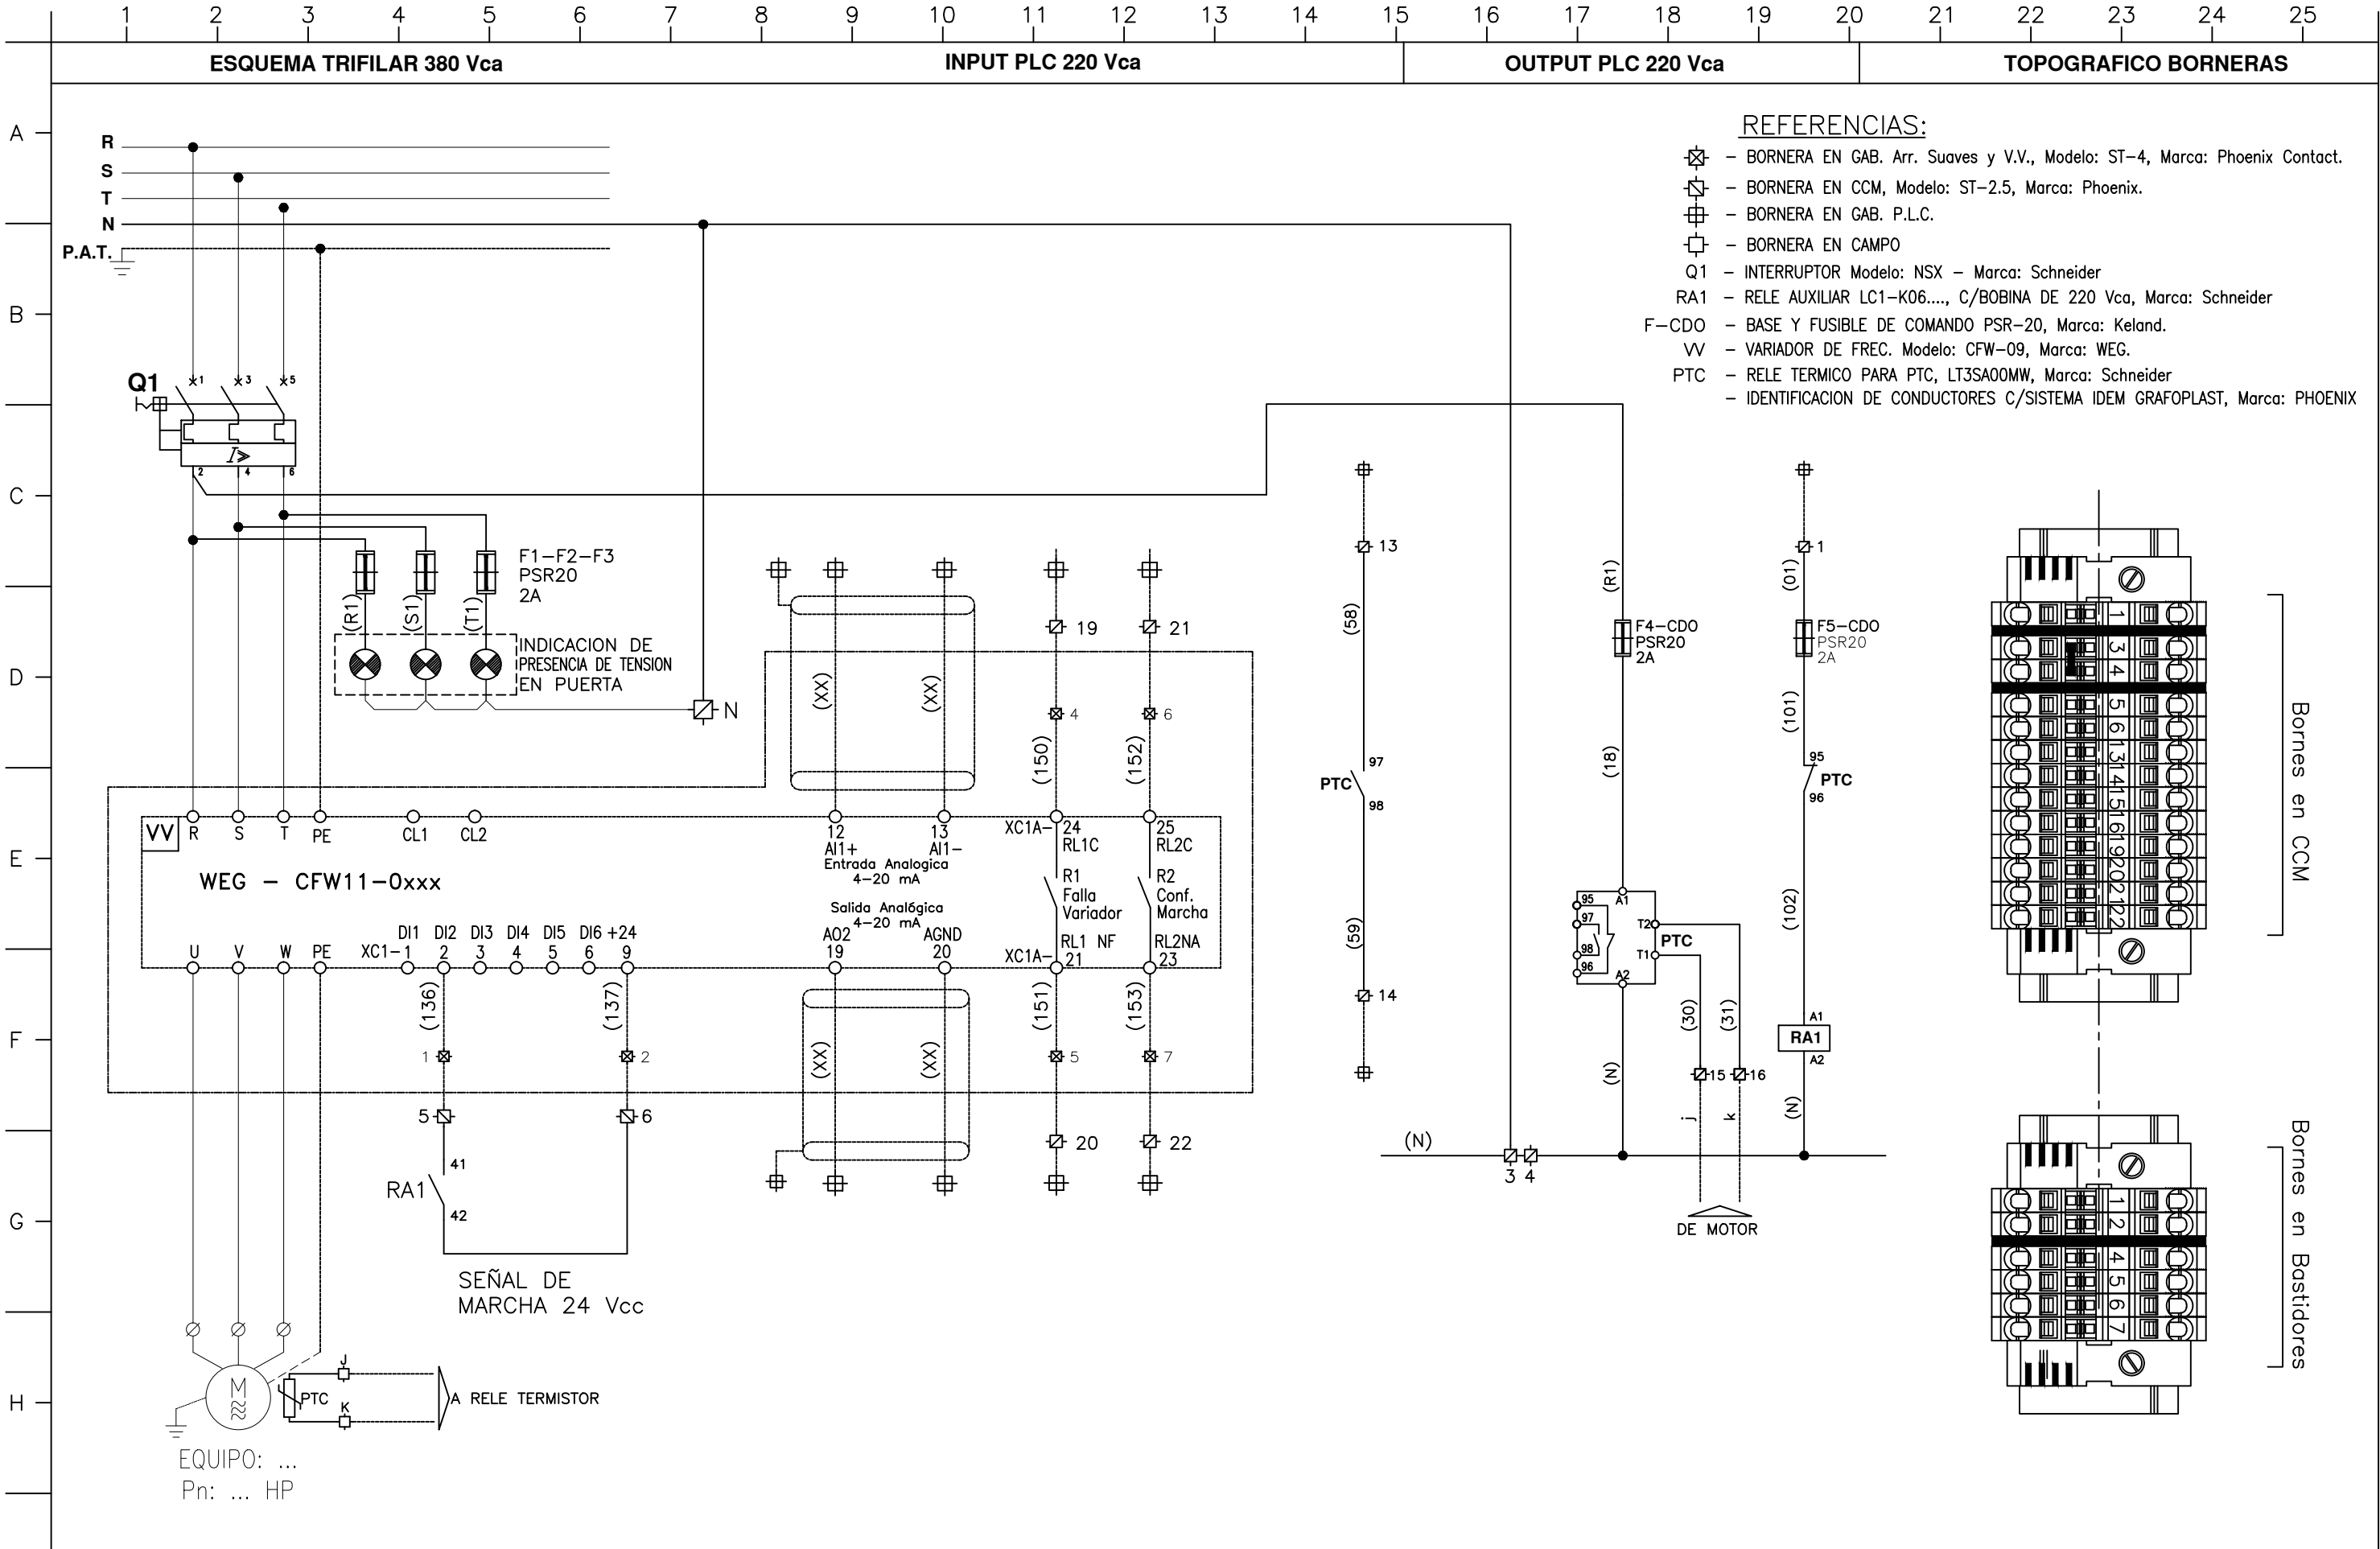 1 2 3 4 5 6 7 8 9 10 11 12 13 14 15 16 17 18 19 20 21 22 23 24 25
ESQUEMA TRIFILAR 380 Vca
INPUT PLC 220 Vca
OUTPUT PLC 220 Vca
TOPOGRAFICO BORNERAS
A
B
C
D
E
F
G
H
R
S
T
N
P.A.T.
REFERENCIAS:
– BORNERA EN GAB. Arr. Suaves y V.V., Modelo: ST–4, Marca: Phoenix Contact.
– BORNERA EN CCM, Modelo: ST–2.5, Marca: Phoenix.
– BORNERA EN GAB. P.L.C.
– BORNERA EN CAMPO
Q1 – INTERRUPTOR Modelo: NSX – Marca: Schneider
RA1 – RELE AUXILIAR LC1–K06...., C/BOBINA DE 220 Vca, Marca: Schneider
F–CDO – BASE Y FUSIBLE DE COMANDO PSR–20, Marca: Keland.
VV – VARIADOR DE FREC. Modelo: CFW–09, Marca: WEG.
PTC – RELE TERMICO PARA PTC, LT3SA00MW, Marca: Schneider
– IDENTIFICACION DE CONDUCTORES C/SISTEMA IDEM GRAFOPLAST, Marca: PHOENIX
Q1
1 3 5
I>
2 4 6
F1–F2–F3
PSR20
2A
(R1) (S1) (T1)
INDICACION DE
PRESENCIA DE TENSION
EN PUERTA
N
(XX) (XX)
19
21
4
6
(150)
(152)
VV
R S T PE CL1 CL2
12
AI1+
13
AI1–
Entrada Analogica
4–20 mA
XC1A– 24
RL1C
25
RL2C
WEG – CFW11–0xxx
R1
Falla
Variador
R2
Conf.
Marcha
Salida Analógica
4–20 mA
AO2
19
AGND
20
RL1 NF
XC1A– 21
RL2NA
23
DI1 DI2 DI3 DI4 DI5 DI6 +24
U V W PE XC1– 1 2 3 4 5 6 9
(136)
(137)
1
2
5
6
41
RA1
42
SEÑAL DE
MARCHA 24 Vcc
(XX) (XX)
(151)
(153)
5
7
20
22
13
(58)
97
PTC
98
(59)
14
(R1)
F4–CDO
PSR20
2A
(18)
A1
95
97
98
96
A2
T2
T1
PTC
(N)
(30)
(31)
15
16
j
k
DE MOTOR
1
(01)
F5–CDO
PSR20
2A
(101)
95
PTC
96
(102)
A1
RA1
A2
(N)
(N)
3 4
1
3
4
5
6
13
14
15
16
19
20
21
22
Bornes en CCM
1
2
4
5
6
7
Bornes en Bastidores
M
PTC
J
K
A RELE TERMISTOR
EQUIPO: ...
Pn: ... HP